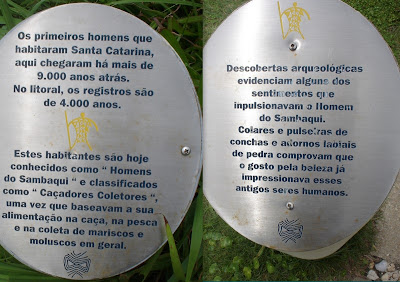 Os primeiros homens que
habitaram Santa Catarina,
aqui chegaram há mais de
9.000 anos atrás.
No litoral, os registros são
de 4.000 anos.
Estes habitantes são hoje
conhecidos como " Homens
do Sambaqui " e classificados
como " Caçadores Coletores ",
uma vez que baseavam a sua
alimentação na caça, na pesca
e na coleta de mariscos e
moluscos em geral.
Descobertas arqueológicas
evidenciam alguns dos
sentimentos que
inpulsionavam o Homem
do Sambaqui.
Colares e pulseiras de
conchas e adornos labiais
de pedra comprovam que
o gosto pela beleza já
impressionava esses
antigos seres humanos.